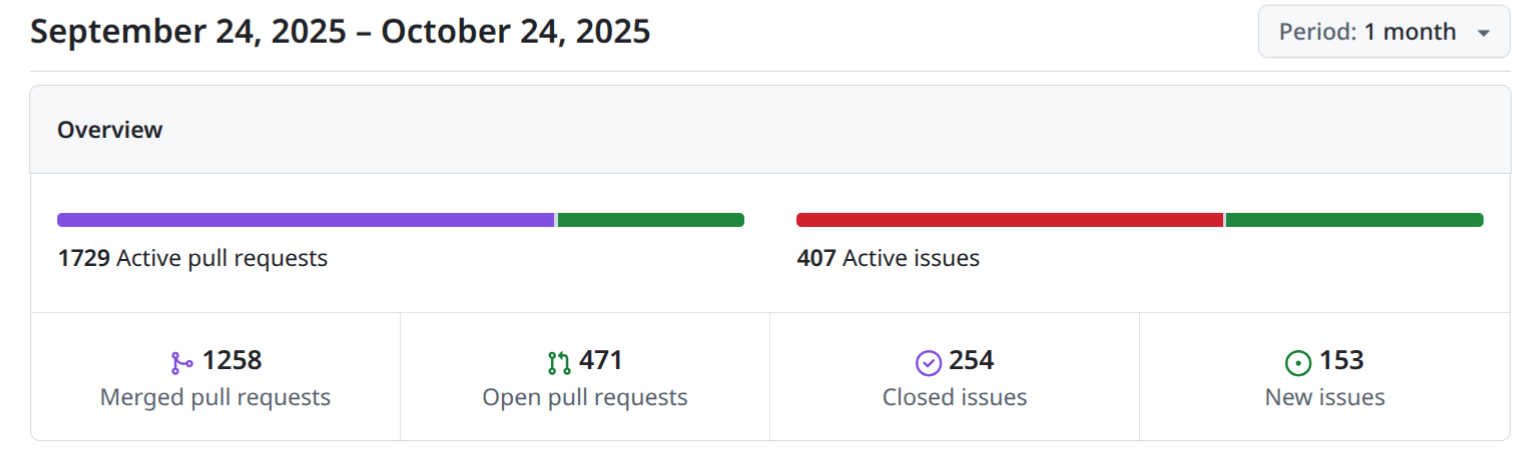 September 24, 2025 – October 24, 2025
Period: 1 month
Overview
1729 Active pull requests
407 Active issues
1258
Merged pull requests
471
Open pull requests
254
Closed issues
153
New issues